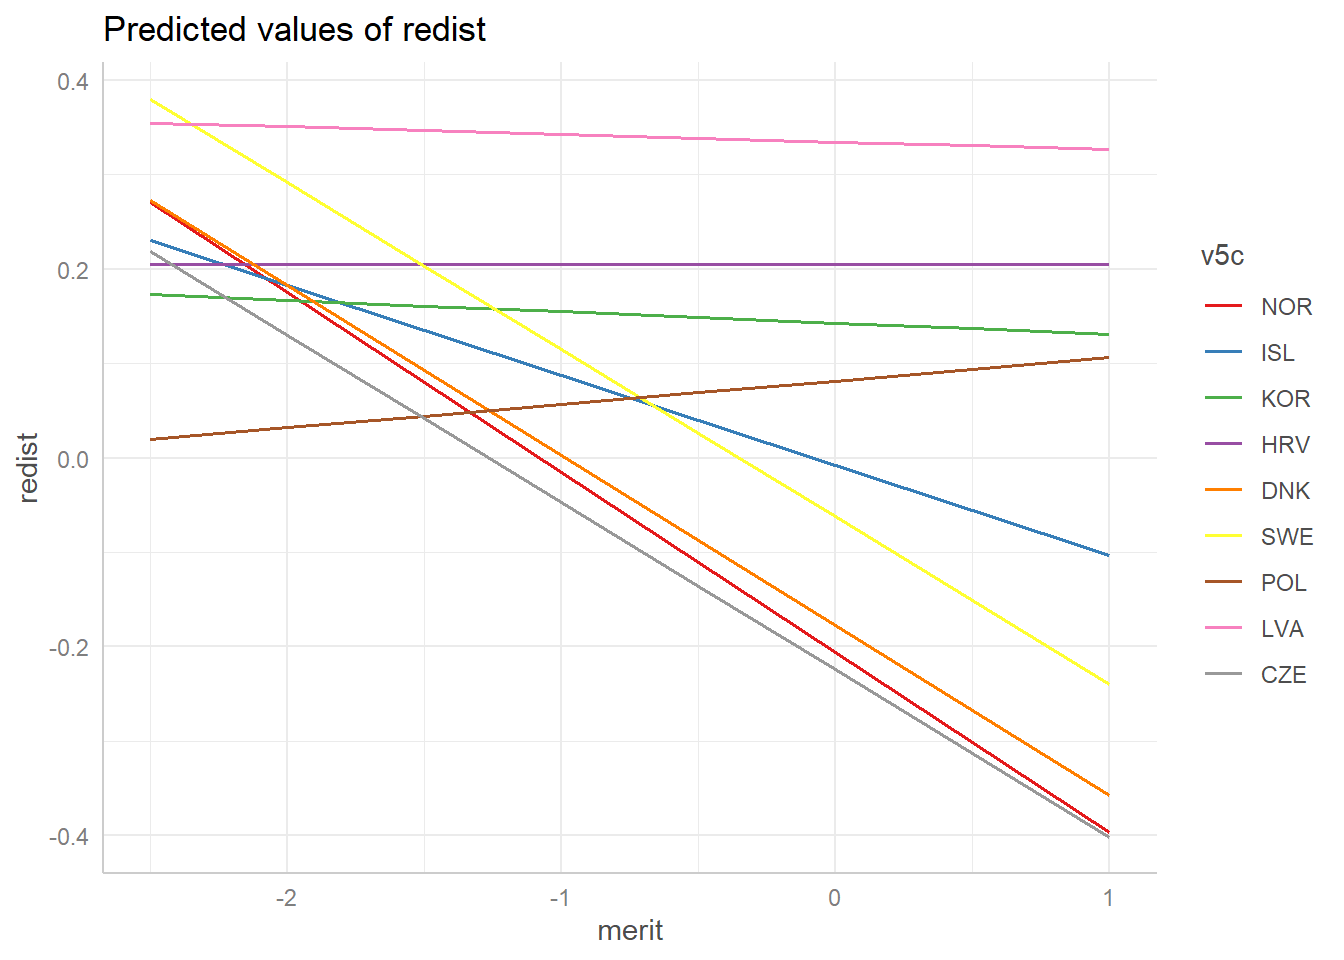 Predicted values of redist
0.4
0.2
0.0
-0.2
-0.4
redist
-2
-1
0
1
merit
v5c
NOR
ISL
KOR
HRV
DNK
SWE
POL
LVA
CZE